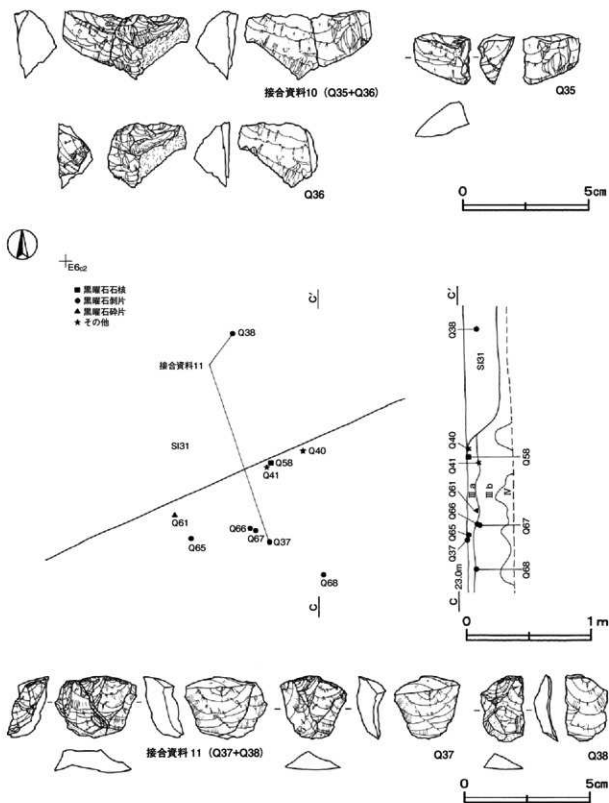 接合資料10（Q35+Q36）
Q35
Q36
0 5cm
E6c2
■ 黒曜石石核
● 黒曜石剥片
▲ 黒曜石砕片
★ その他
C'
Q38
接合資料11
SI31
Q40
Q58
Q41
Q61
Q66
Q67
Q65
Q37
Q68
C
C'
Q38
SI31
Q40
Q58
Q41
Ⅲa
Ⅲb
Ⅳ
Q61
Q66
Q67
Q65
Q37
Q68
23.0m
C
0 1m
接合資料11（Q37+Q38）
Q37
Q38
0 5cm